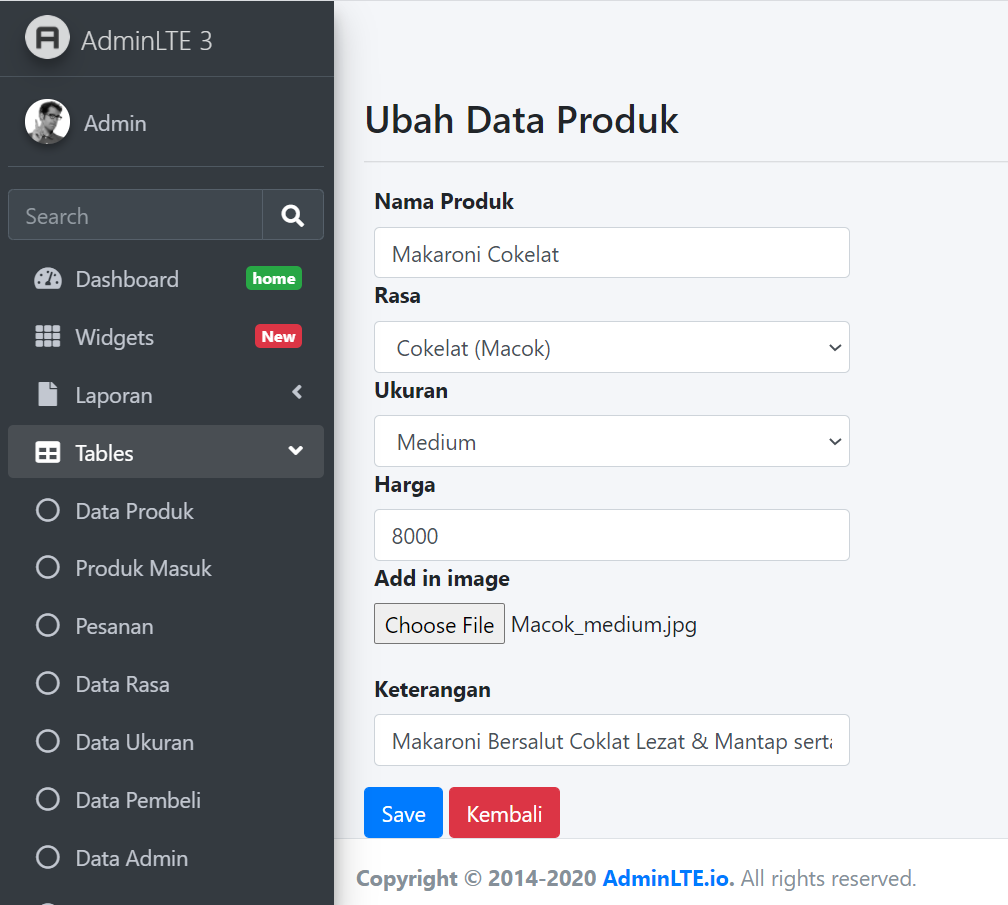 AdminLTE 3
Admin
Search
Dashboard home
Widgets New
Laporan
Tables
Data Produk
Produk Masuk
Pesanan
Data Rasa
Data Ukuran
Data Pembeli
Data Admin
Ubah Data Produk
Nama Produk
Makaroni Cokelat
Rasa
Cokelat (Macok)
Ukuran
Medium
Harga
8000
Add in image
Choose File Macok_medium.jpg
Keterangan
Makaroni Bersalut Coklat Lezat & Mantap serta
Save Kembali
Copyright © 2014-2020 AdminLTE.io. All rights reserved.